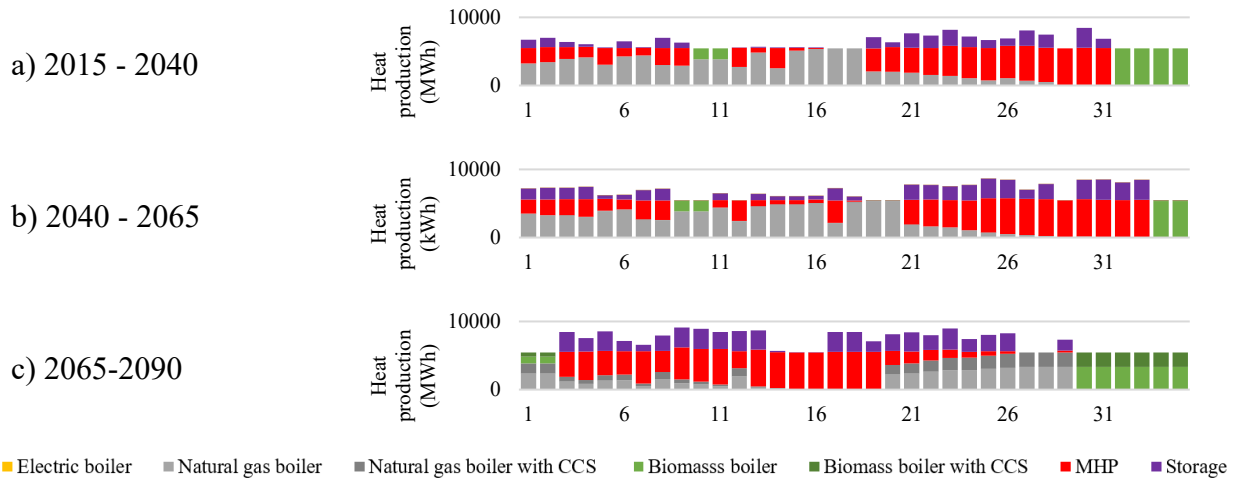 a) 2015 - 2040
Heat
production
(MWh)
10000
0
1 6 11 16 21 26 31
b) 2040 - 2065
Heat
production
(kWh)
10000
0
1 6 11 16 21 26 31
c) 2065-2090
Heat
production
(MWh)
10000
0
1 6 11 16 21 26 31
Electric boiler Natural gas boiler Natural gas boiler with CCS Biomasss boiler Biomass boiler with CCS MHP Storage